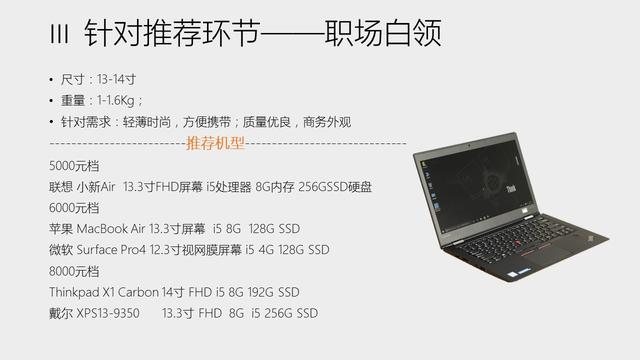 III 针对推荐环节——职场白领
• 尺寸：13-14寸
• 重量：1-1.6Kg；
• 针对需求：轻薄时尚，方便携带；质量优良，商务外观
--------------------------推荐机型-----------------------------
5000元档
联想 小新Air 13.3寸FHD屏幕 i5处理器 8G内存 256GSSD硬盘
6000元档
苹果 MacBook Air 13.3寸屏幕 i5 8G 128G SSD
微软 Surface Pro4 12.3寸视网膜屏幕 i5 4G 128G SSD
8000元档
Thinkpad X1 Carbon 14寸 FHD i5 8G 192G SSD
戴尔 XPS13-9350 13.3寸 FHD 8G i5 256G SSD
Think